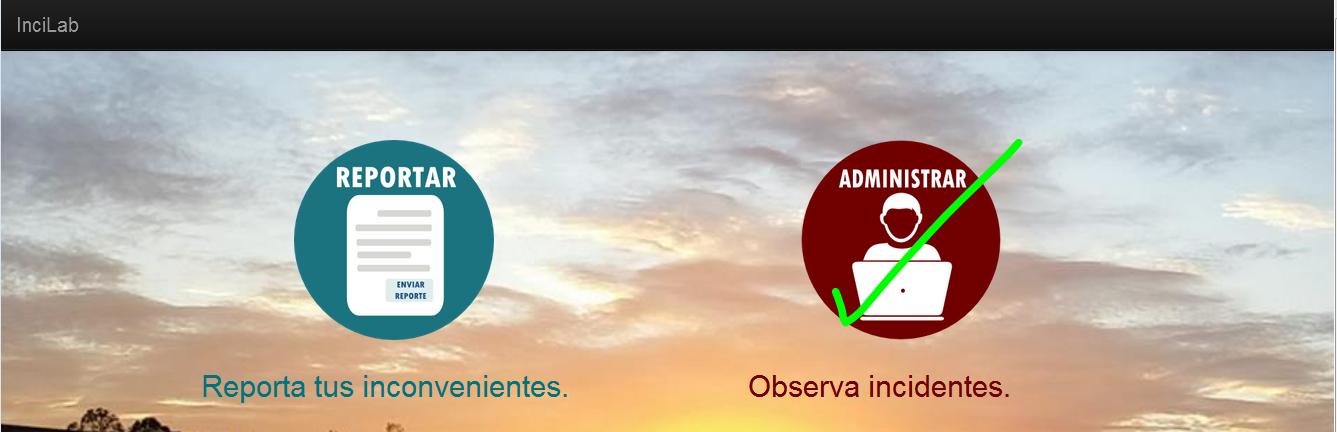 InciLab
REPORTAR
ENVIAR
REPORTE
ADMINISTRAR
Reporta tus inconvenientes.
Observa incidentes.